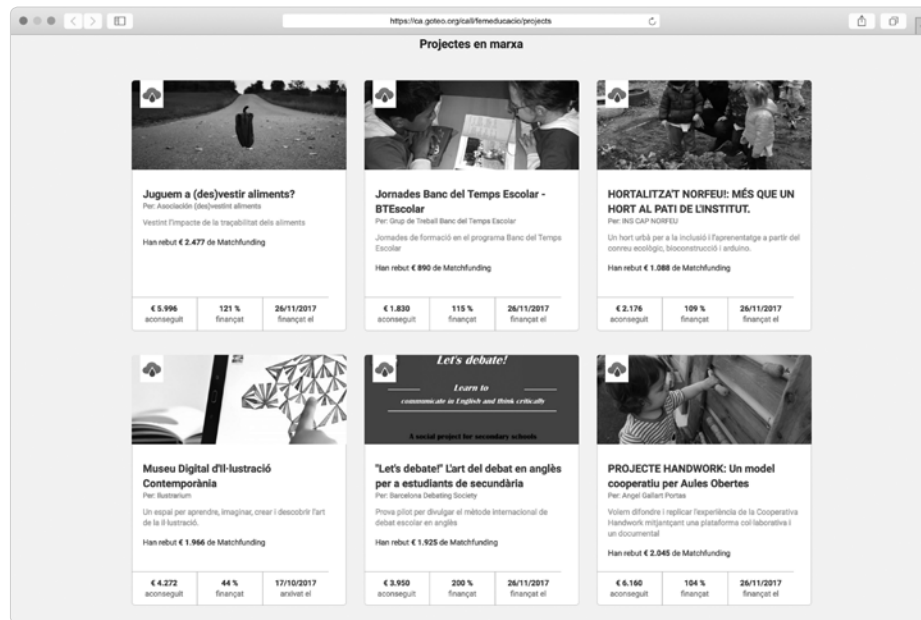 https://ca.goteo.org/call/femeducacio/projects
Projectes en marxa
Juguem a (des)vestir aliments?
Per: Asociación (des)vestint aliments
Vestint l'impacte de la traçabilitat dels aliments
Han rebut € 2.477 de Matchfunding
€ 5.996
aconseguit
121 %
finançat
26/11/2017
finançat el
Jornades Banc del Temps Escolar -
BTEscolar
Per: Grup de Treball Banc del Temps Escolar
Jornades de formació en el programa Banc del Temps
Escolar
Han rebut € 890 de Matchfunding
€ 1.830
aconseguit
115 %
finançat
26/11/2017
finançat el
HORTALITZA'T NORFEU!: MÉS QUE UN
HORT AL PATI DE L'INSTITUT.
Per: INS CAP NORFEU
Un hort urbà per a la inclusió i l'aprenentatge a partir del
conreu ecològic, bioconstrucció i arduino.
Han rebut € 1.088 de Matchfunding
€ 2.176
aconseguit
109 %
finançat
26/11/2017
finançat el
Museu Digital d'Il·lustració
Contemporània
Per: Ilustrarium
Un espai per aprendre, imaginar, crear i descobrir l'art
de la il·lustració.
Han rebut € 1.966 de Matchfunding
€ 4.272
aconseguit
44 %
finançat
17/10/2017
arxivat el
Let's debate!
Learn to
communicate in English and think critically
A social project for secondary schools
"Let's debate!" L'art del debat en anglès
per a estudiants de secundària
Per: Barcelona Debating Society
Prova pilot per divulgar el mètode internacional de
debat escolar en anglès
Han rebut € 1.925 de Matchfunding
€ 3.950
aconseguit
200 %
finançat
26/11/2017
finançat el
PROJECTE HANDWORK: Un model
cooperatiu per Aules Obertes
Per: Angel Gallart Portas
Volem difondre i replicar l'experiència de la Cooperativa
Handwork mitjantçant una plataforma col·laborativa i
un documental
Han rebut € 2.045 de Matchfunding
€ 6.160
aconseguit
104 %
finançat
26/11/2017
finançat el